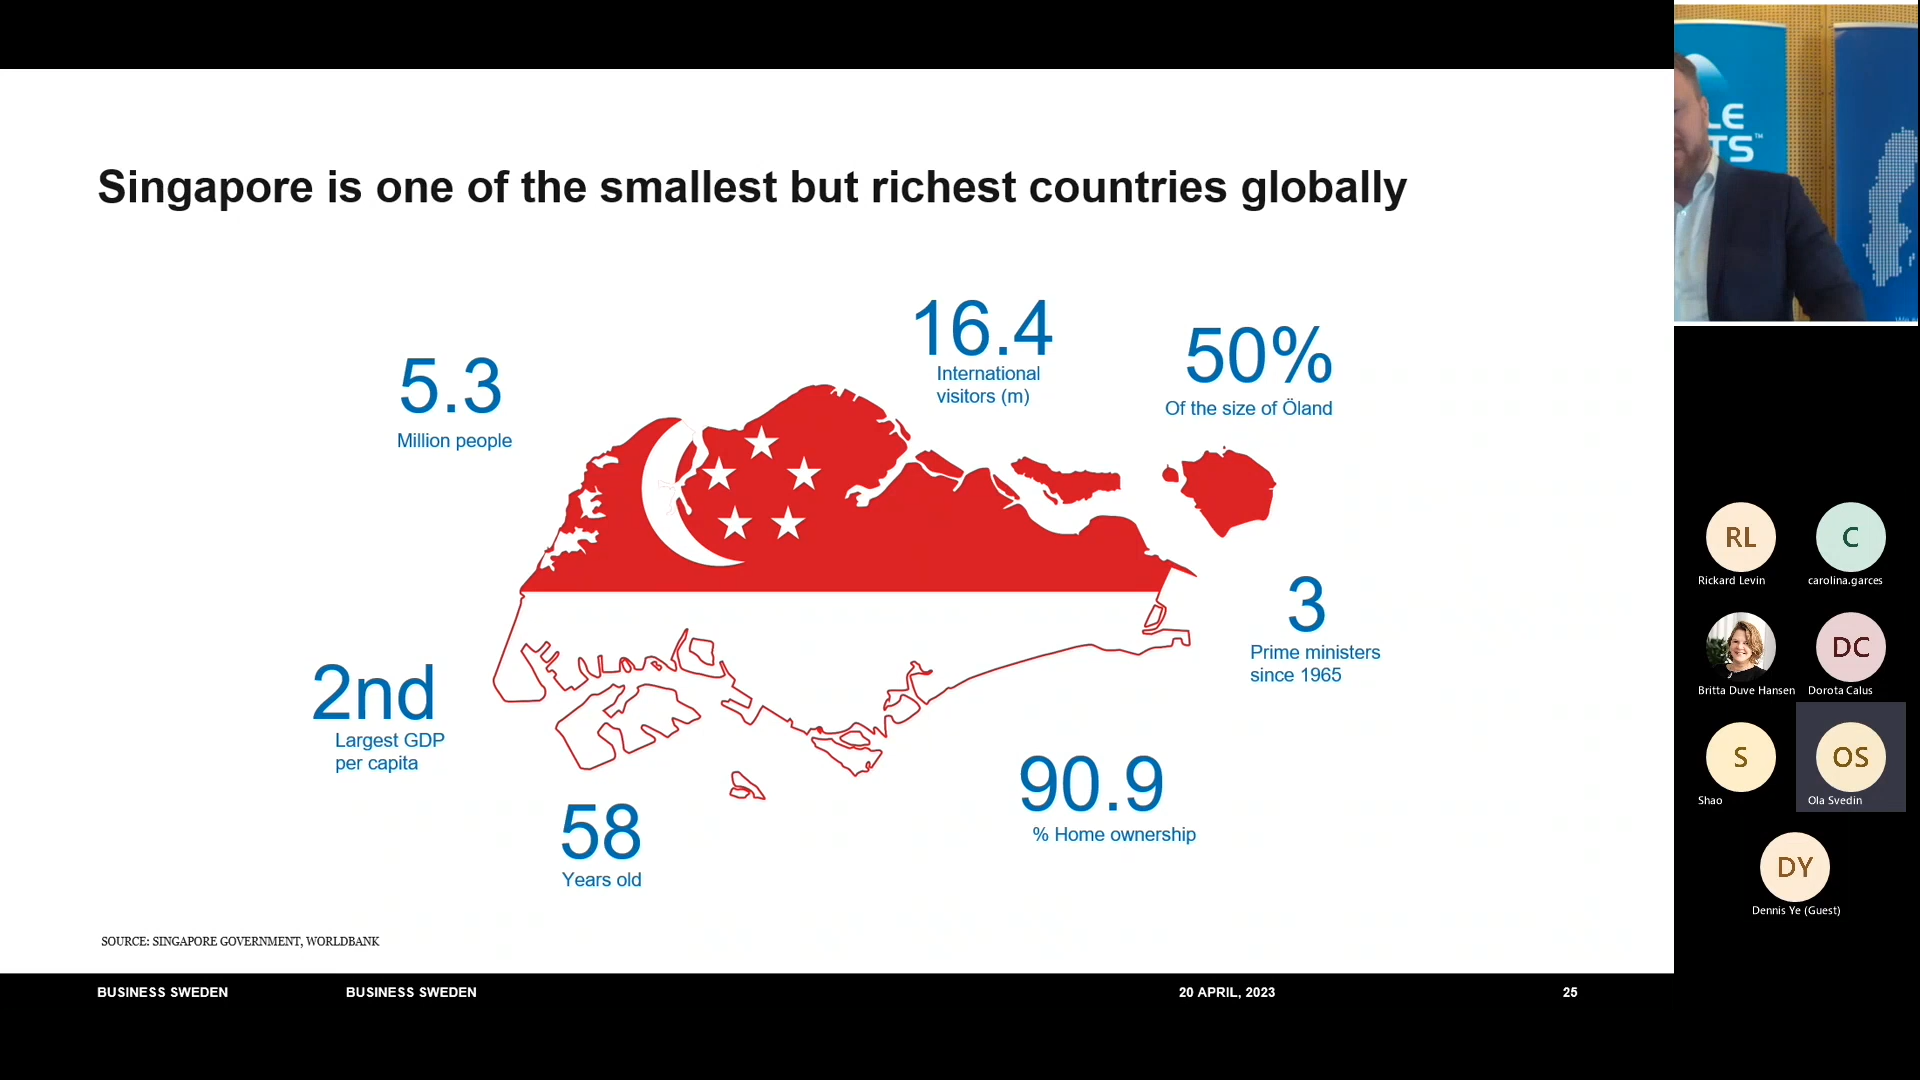 Singapore is one of the smallest but richest countries globally
5.3
Million people
16.4
International
visitors (m)
50%
Of the size of Öland
3
Prime ministers
since 1965
2nd
Largest GDP
per capita
58
Years old
90.9
% Home ownership
SOURCE: SINGAPORE GOVERNMENT, WORLDBANK
BUSINESS SWEDEN
BUSINESS SWEDEN
20 APRIL, 2023
25
LE
TS™
RL
Rickard Levin
C
carolina.garces
Britta Duve Hansen
DC
Dorota Calus
S
Shao
OS
Ola Svedin
DY
Dennis Ye (Guest)